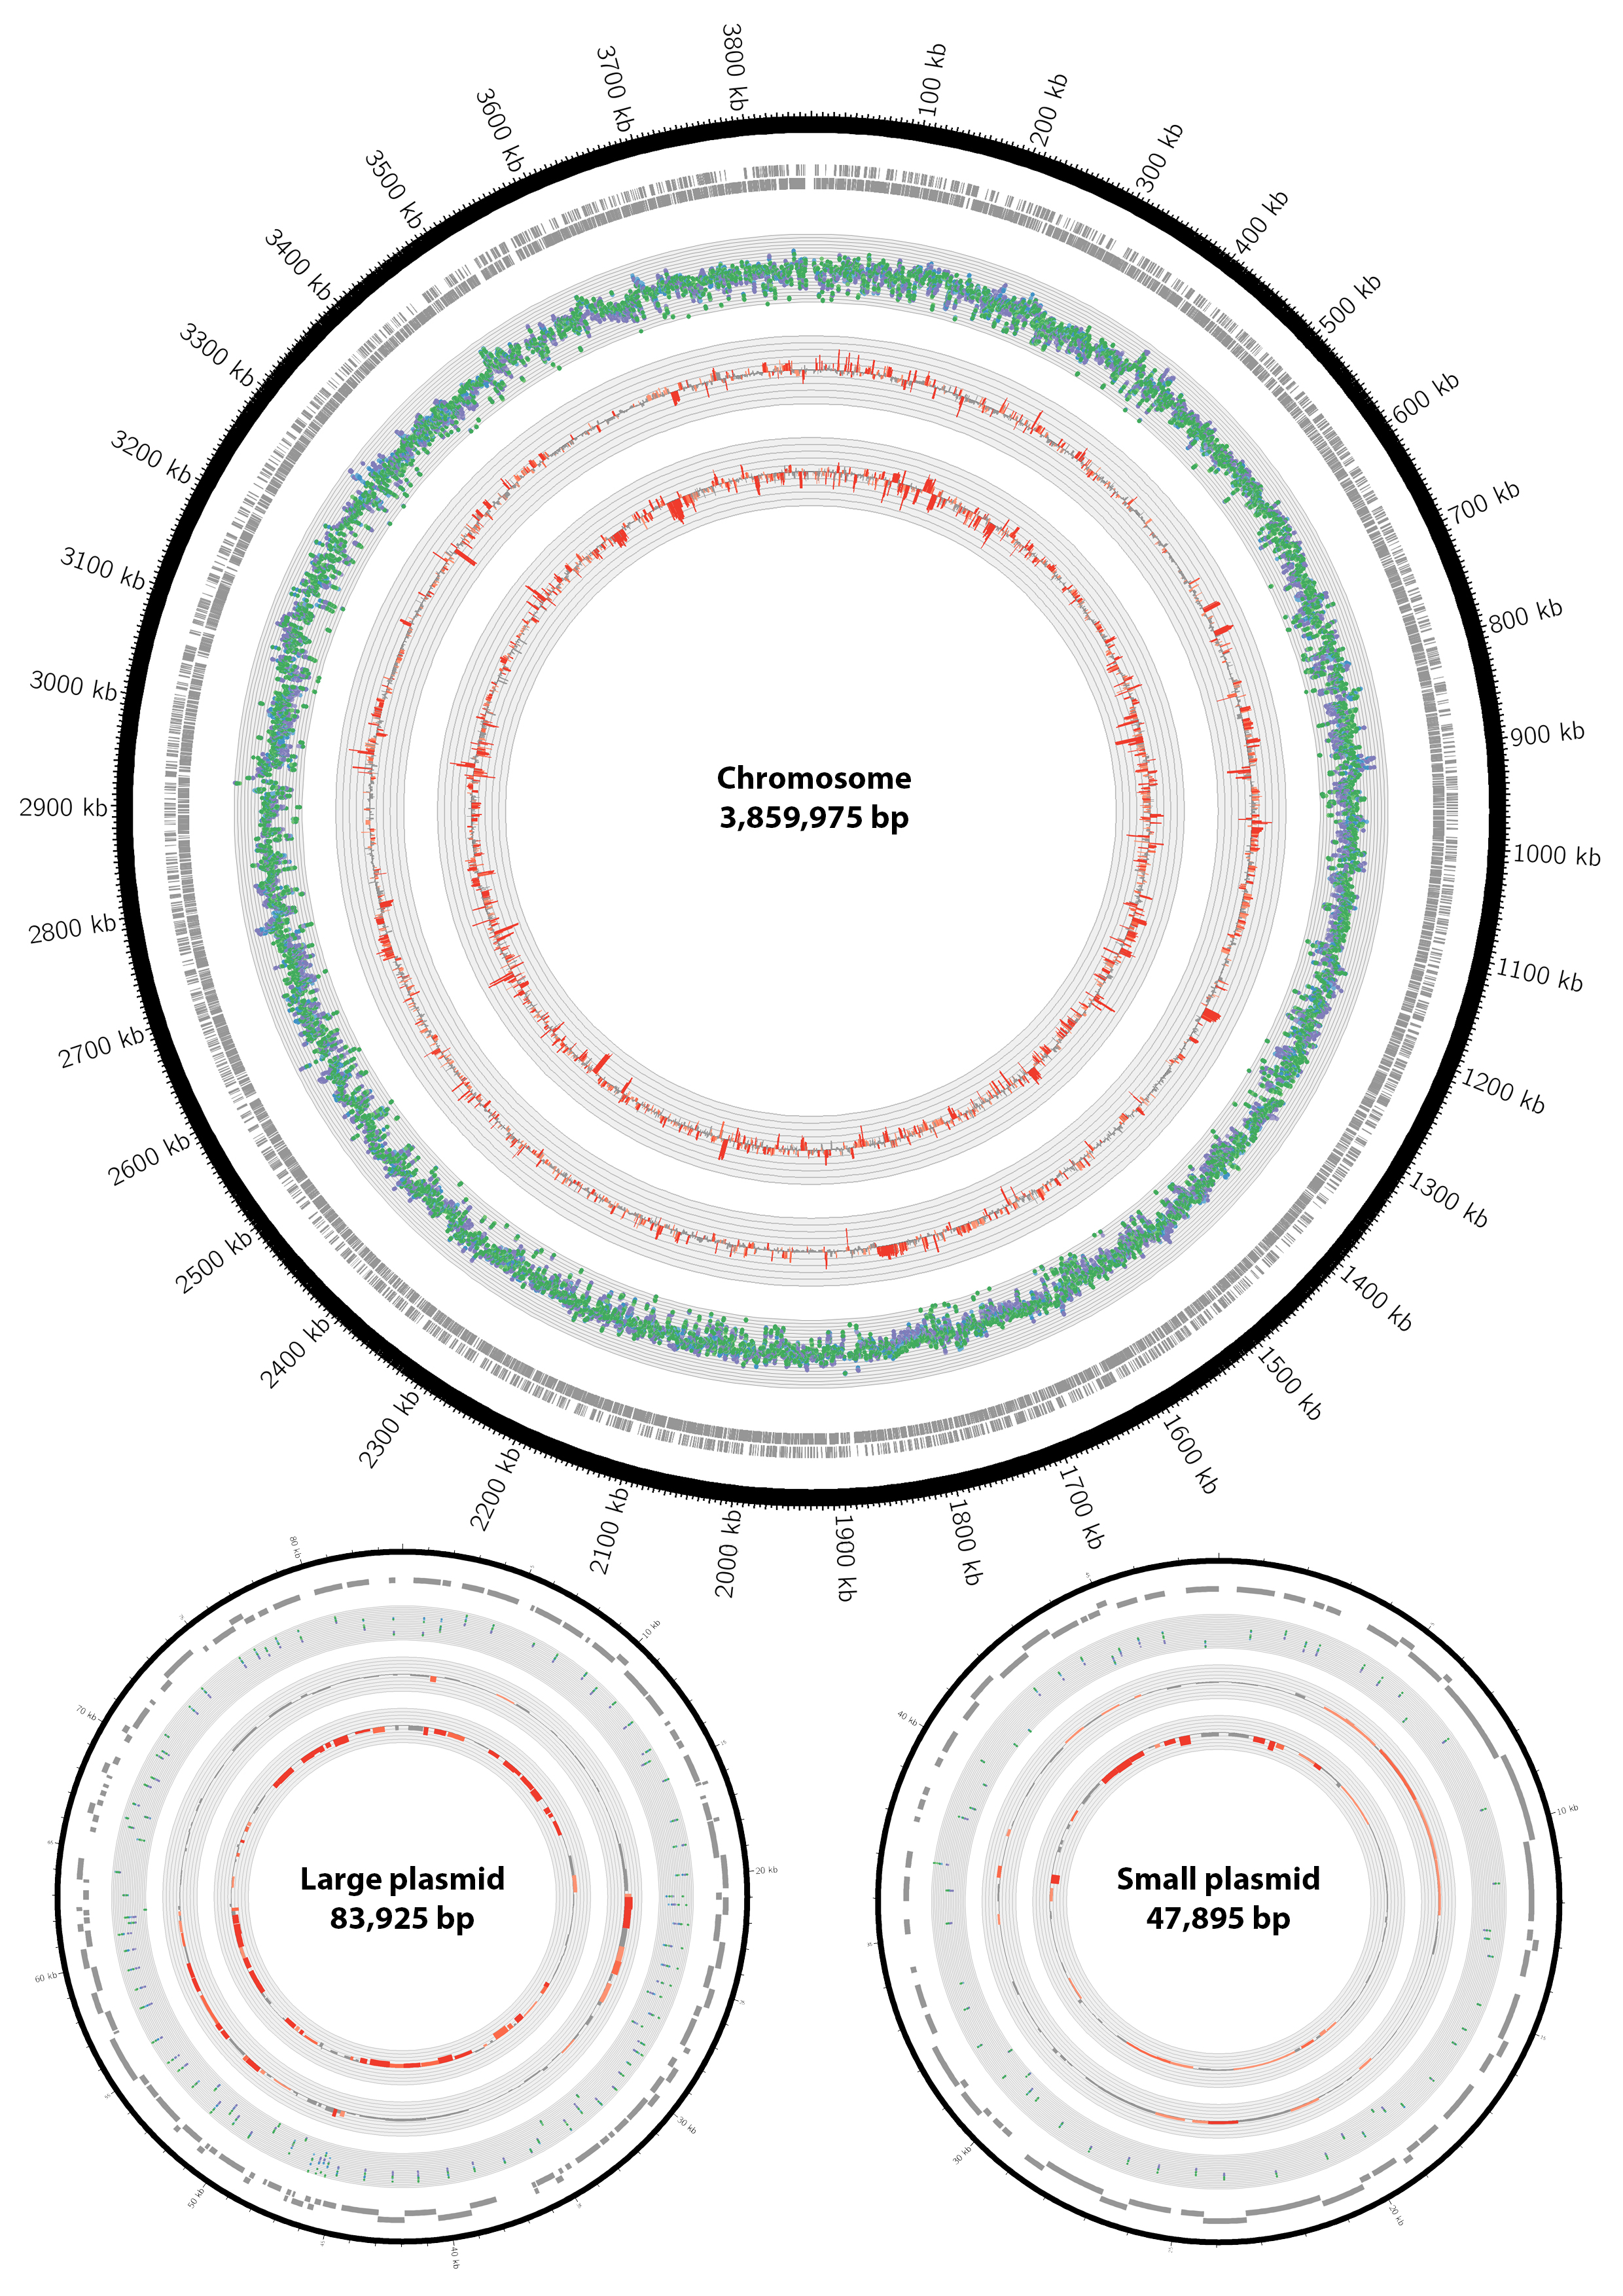 3800 kb
100 kb
3700 kb
200 kb
3600 kb
300 kb
3500 kb
400 kb
3400 kb
500 kb
3300 kb
600 kb
3200 kb
700 kb
3100 kb
800 kb
3000 kb
900 kb
Chromosome
3,859,975 bp
2900 kb
1000 kb
2800 kb
1100 kb
2700 kb
1200 kb
2600 kb
1300 kb
2500 kb
1400 kb
2400 kb
1500 kb
2300 kb
1600 kb
2200 kb
1700 kb
2100 kb
2000 kb
1900 kb
1800 kb
80 kb
10 kb
70 kb
20 kb
Large plasmid
83,925 bp
60 kb
30 kb
50 kb
40 kb
40 kb
10 kb
Small plasmid
47,895 bp
30 kb
20 kb